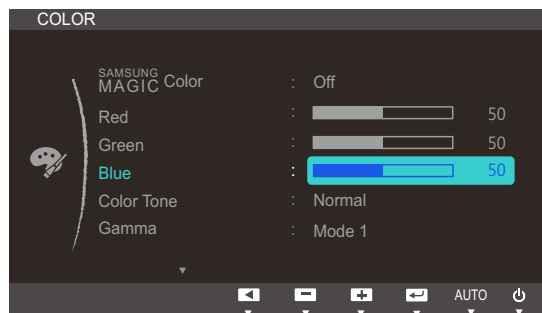 COLOR
SAMSUNG MAGIC Color : Off
Red : 50
Green : 50
Blue : 50
Color Tone : Normal
Gamma : Mode 1
AUTO